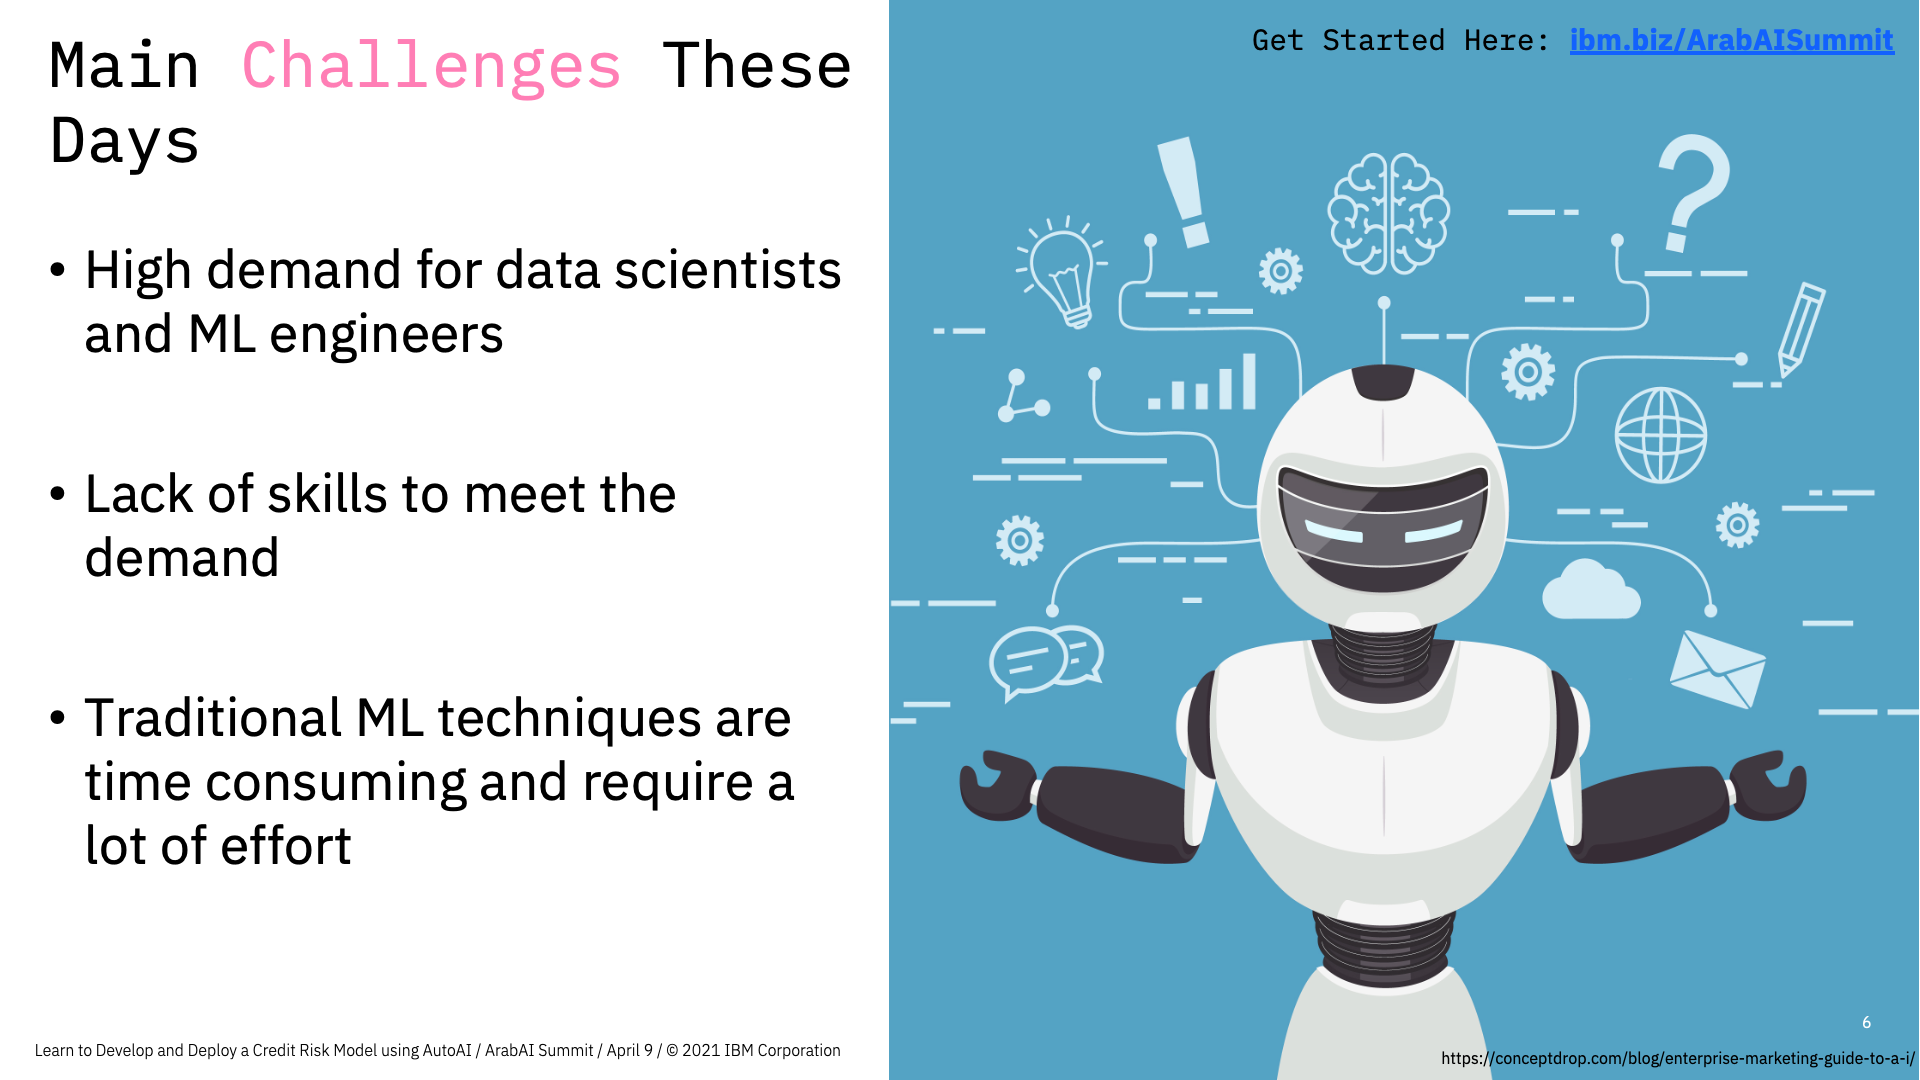 Main Challenges These
Days
Get Started Here: ibm.biz/ArabAISummit
• High demand for data scientists
and ML engineers
• Lack of skills to meet the
demand
• Traditional ML techniques are
time consuming and require a
lot of effort
6
Learn to Develop and Deploy a Credit Risk Model using AutoAI / ArabAI Summit / April 9 / © 2021 IBM Corporation
https://conceptdrop.com/blog/enterprise-marketing-guide-to-a-i/